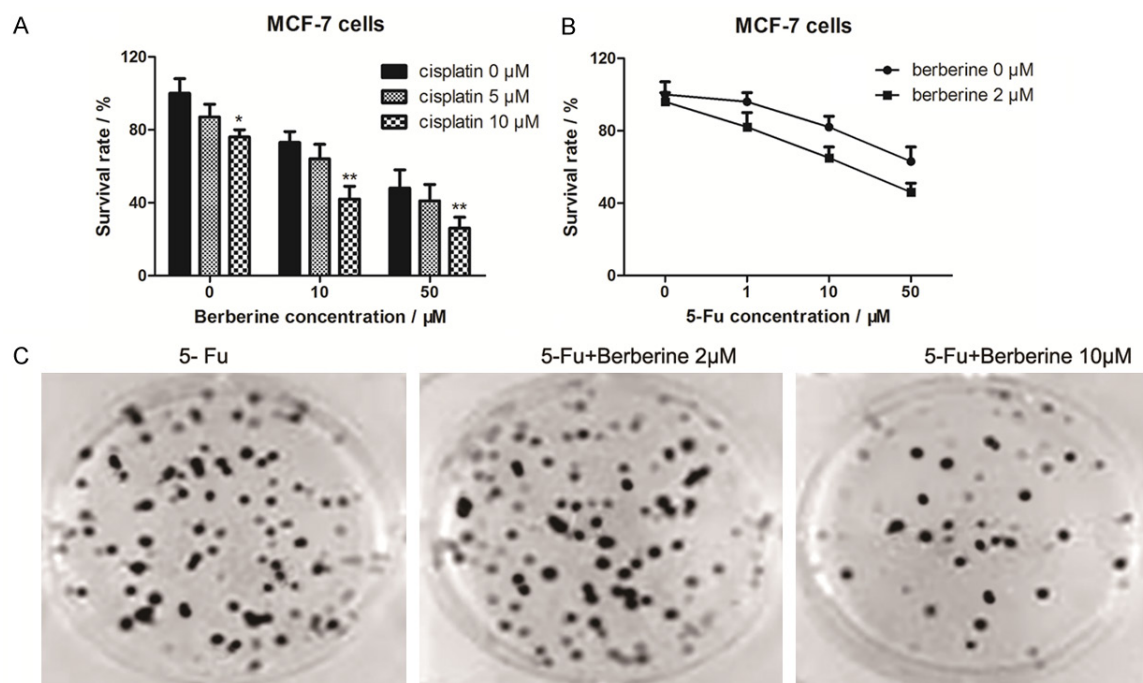 A
MCF-7 cells
120
80
40
0
Survival rate / %
cisplatin 0 µM
cisplatin 5 µM
cisplatin 10 µM
*
**
**
0 10 50
Berberine concentration / µM
B
MCF-7 cells
120
80
40
0
Survival rate / %
berberine 0 µM
berberine 2 µM
0 1 10 50
5-Fu concentration / µM
C
5- Fu
5-Fu+Berberine 2µM
5-Fu+Berberine 10µM